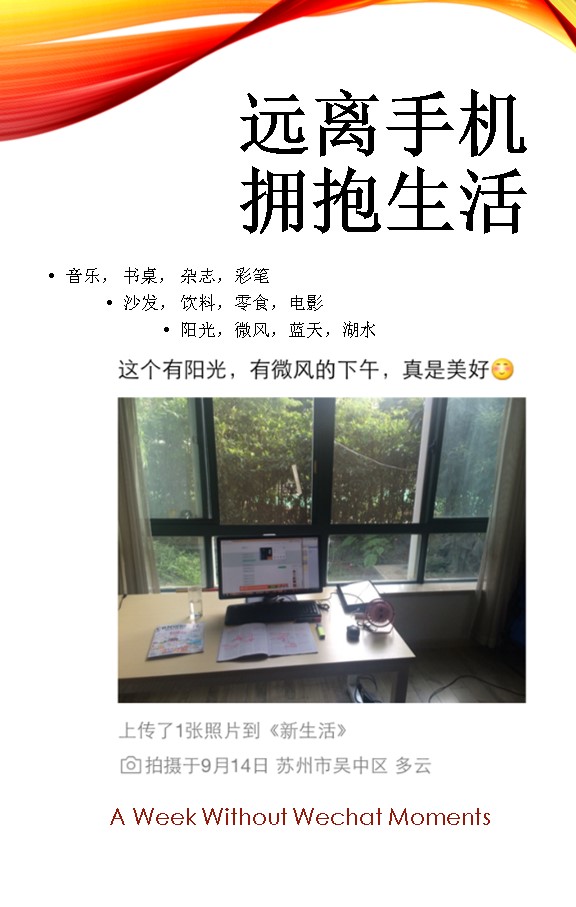 远离手机
拥抱生活
• 音乐， 书桌， 杂志，彩笔
• 沙发， 饮料，零食，电影
• 阳光，微风，蓝天，湖水
这个有阳光，有微风的下午，真是美好😊
上传了1张照片到《新生活》
拍摄于9月14日 苏州市吴中区 多云
A Week Without Wechat Moments